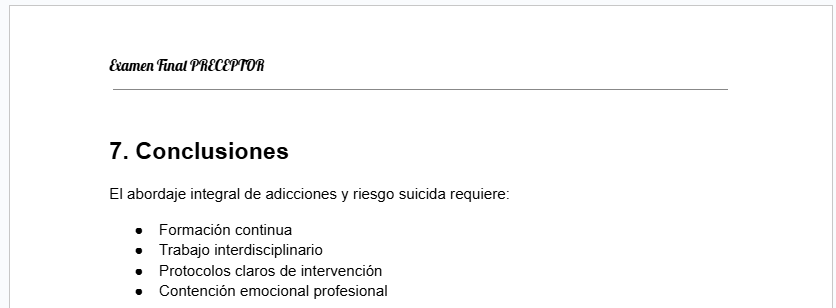 Examen Final PRECEPTOR
7. Conclusiones
El abordaje integral de adicciones y riesgo suicida requiere:
● Formación continua
● Trabajo interdisciplinario
● Protocolos claros de intervención
● Contención emocional profesional